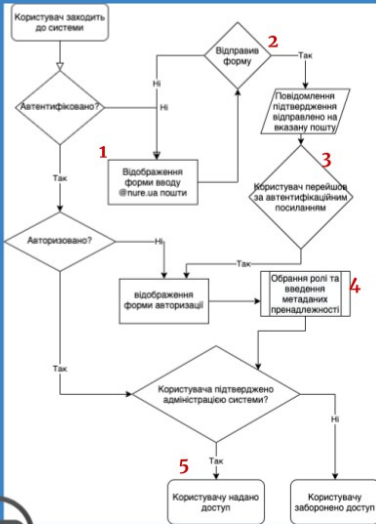 Користувач заходить
до системи
2
Відправив
форму
Так
Ні
Автентифіковано?
Ні
Повідомлення
підтвердження
відправлено на
вказану пошту
1
Відображення
форми вводу
@nure.ua пошти
3
Користувач перейшов
за автентифікаційним
посиланням
Так
Авторизовано?
Ні
Так
відображення
форми авторизації
Обрання ролі та
введення
метаданих
пренадлежності
4
Так
Користувача підтверджено
адміністрацією системи?
Ні
5
Так
Користувачу надано
доступ
Користувачу
заборонено доступ